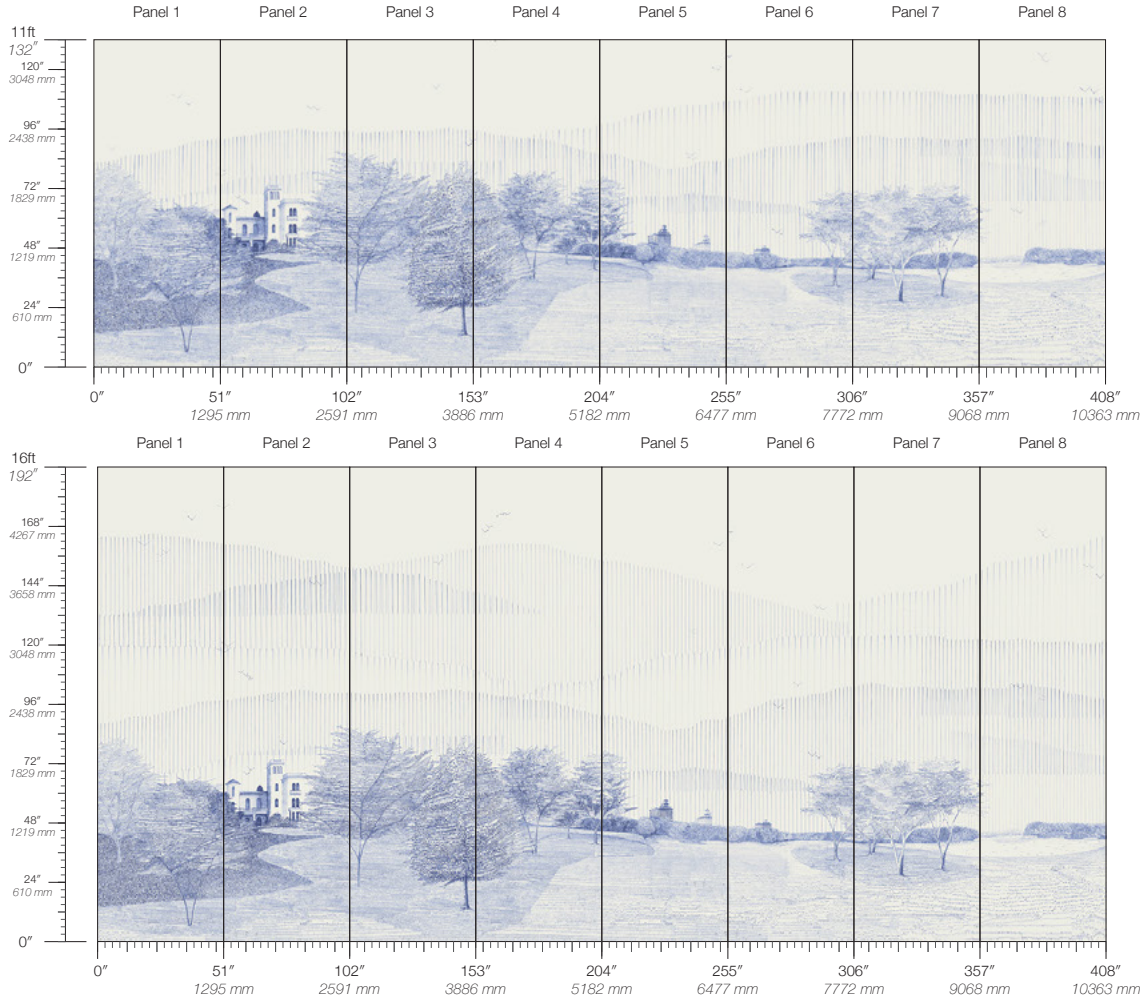 Panel 1 Panel 2 Panel 3 Panel 4 Panel 5 Panel 6 Panel 7 Panel 8
11ft
132″
120″
3048 mm
96″
2438 mm
72″
1829 mm
48″
1219 mm
24″
610 mm
0″
0″ 51″ 102″ 153″ 204″ 255″ 306″ 357″ 408″
1295 mm 2591 mm 3886 mm 5182 mm 6477 mm 7772 mm 9068 mm 10363 mm
Panel 1 Panel 2 Panel 3 Panel 4 Panel 5 Panel 6 Panel 7 Panel 8
16ft
192″
168″
4267 mm
144″
3658 mm
120″
3048 mm
96″
2438 mm
72″
1829 mm
48″
1219 mm
24″
610 mm
0″
0″ 51″ 102″ 153″ 204″ 255″ 306″ 357″ 408″
1295 mm 2591 mm 3886 mm 5182 mm 6477 mm 7772 mm 9068 mm 10363 mm